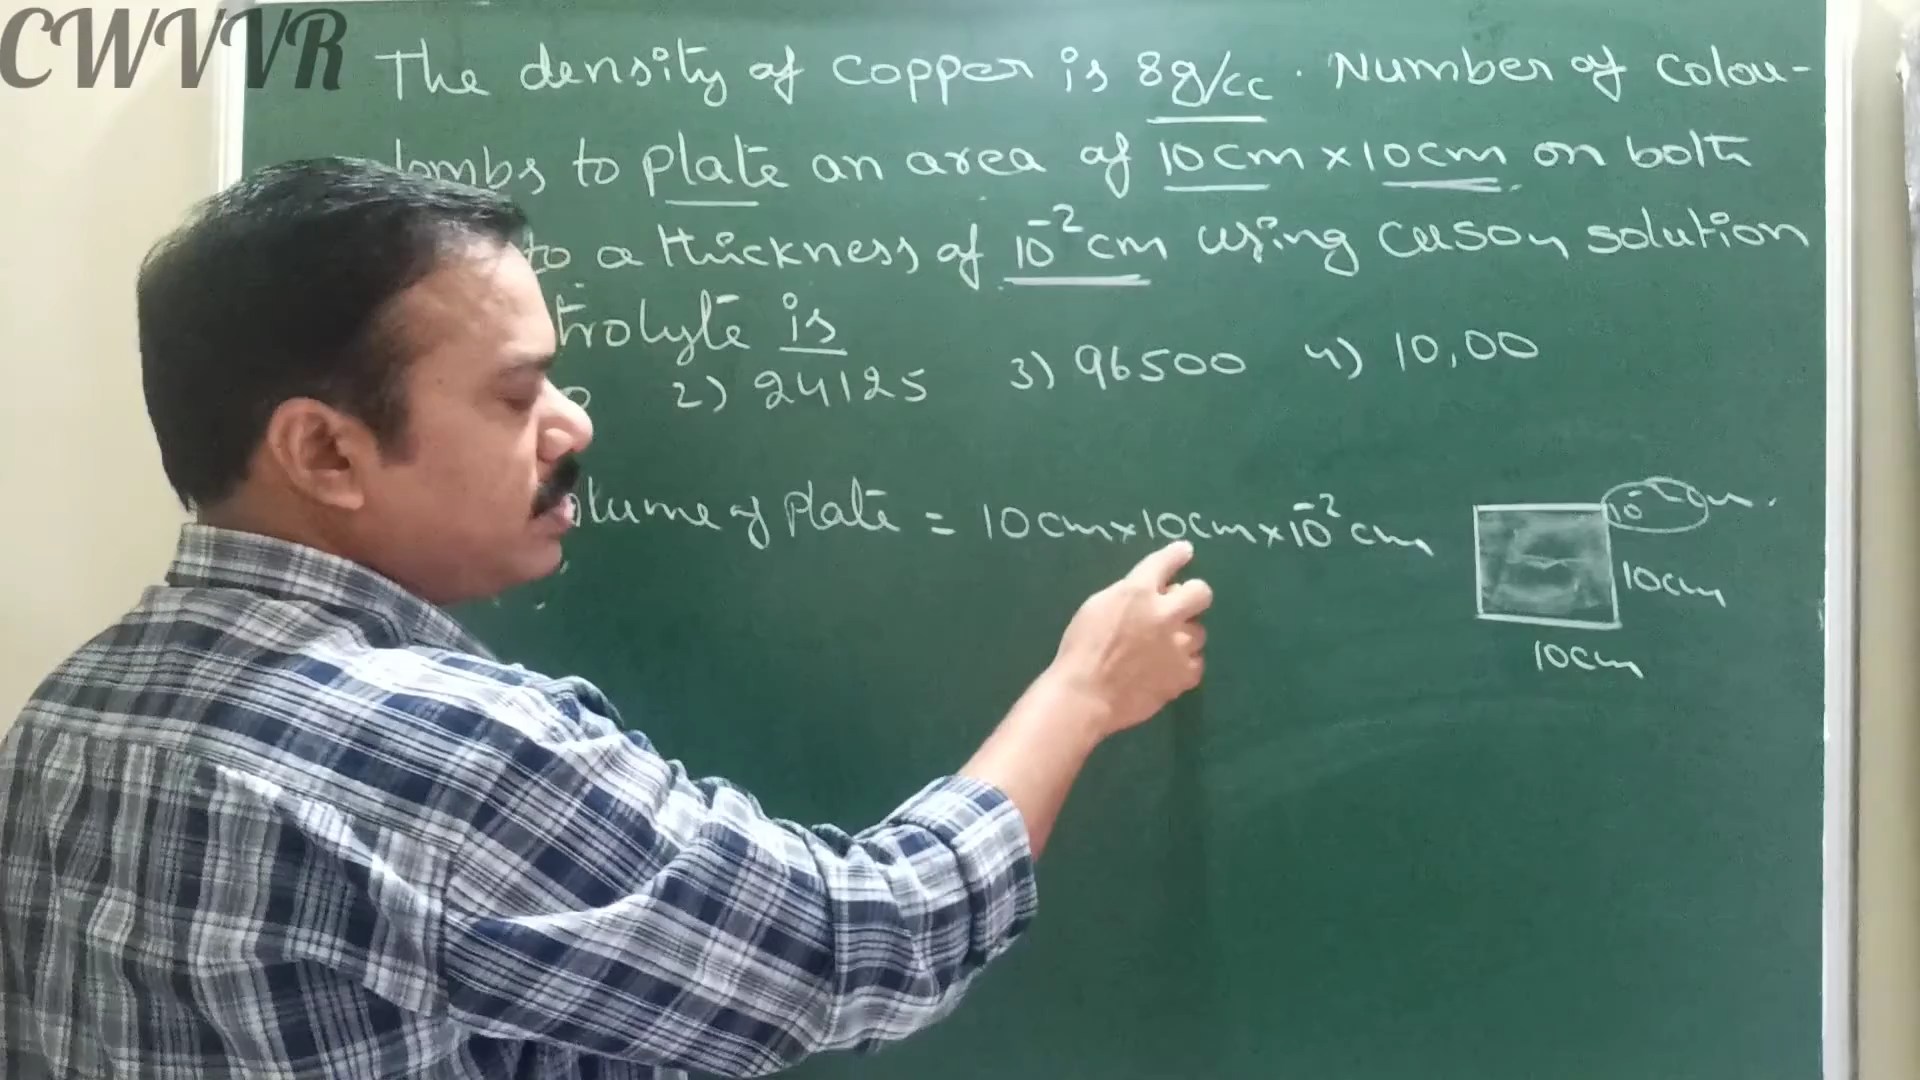 CWVVR
The density of copper is 8g/cc. Number of Colou-
lombs to plate an area of 10cm x 10cm on both
to a thickness of 10⁻²cm using CuSO4 solution
trolyte is
2) 24125 3) 96500 4) 10,00
olume of plate = 10cm x 10cm x 10⁻² cm
10⁻² cm.
10cm
10cm